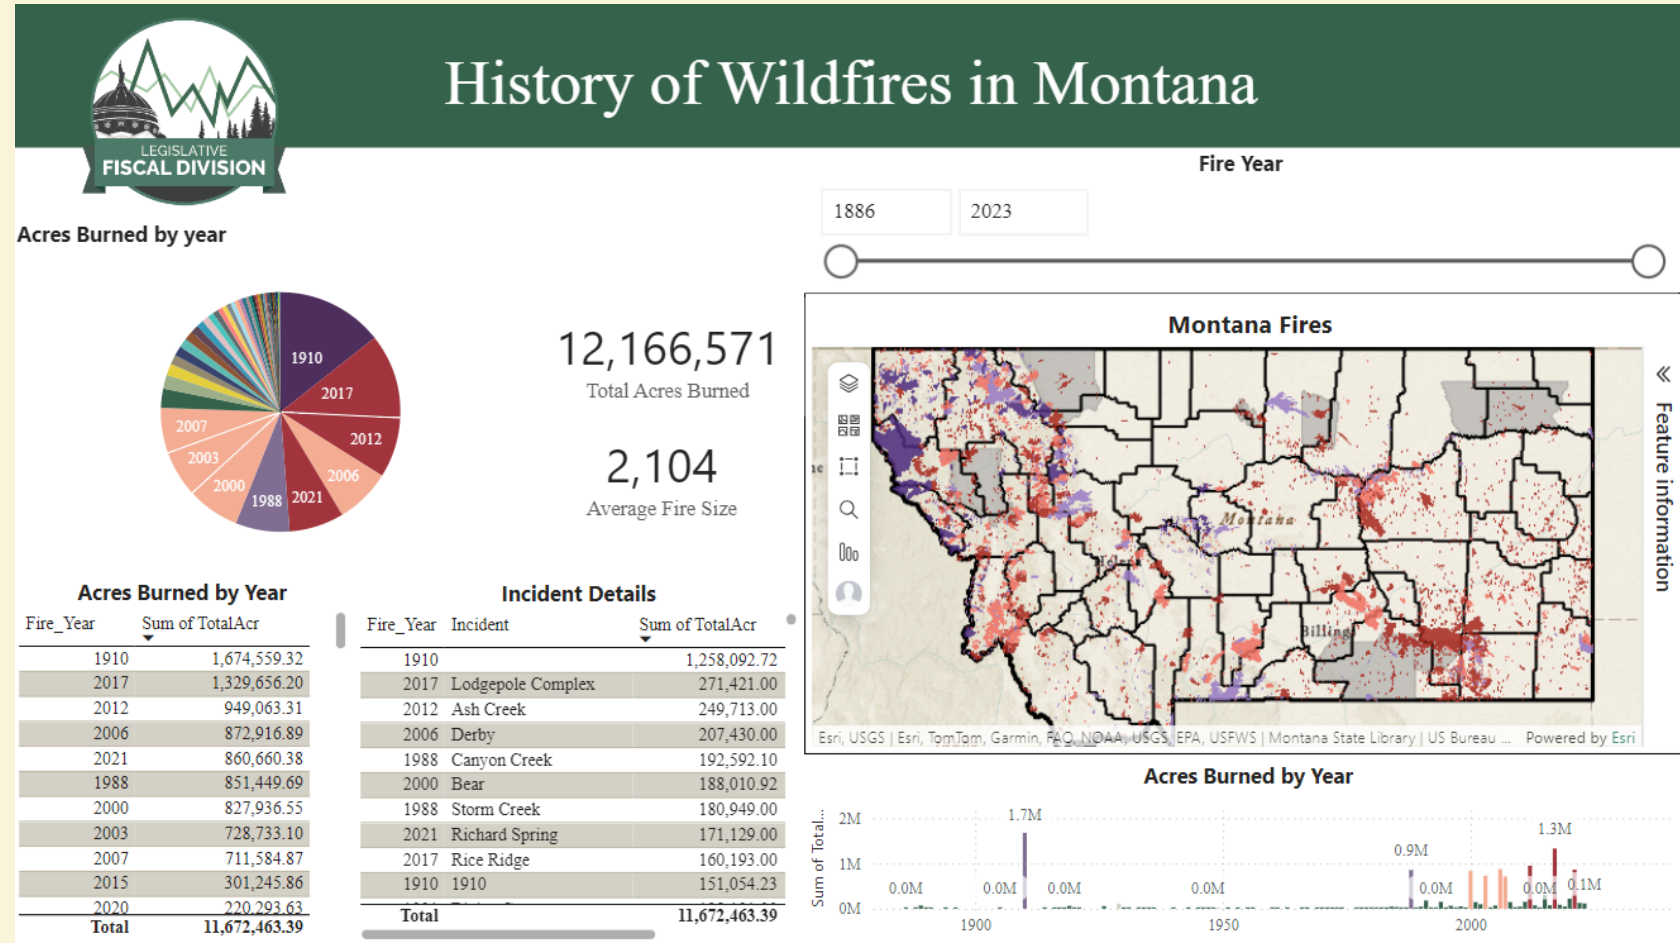 History of Wildfires in Montana
LEGISLATIVE
FISCAL DIVISION
Fire Year
1886 2023
Acres Burned by year
1910
2017
2012
2006
2021
1988
2000
2003
2007
12,166,571
Total Acres Burned
2,104
Average Fire Size
Montana Fires
Montana
Helena
Billings
Feature information
Esri, USGS | Esri, TomTom, Garmin, FAO, NOAA, USGS, EPA, USFWS | Montana State Library | US Bureau ... Powered by Esri
Acres Burned by Year
Fire_Year Sum of TotalAcr
1910 1,674,559.32
2017 1,329,656.20
2012 949,063.31
2006 872,916.89
2021 860,660.38
1988 851,449.69
2000 827,936.55
2003 728,733.10
2007 711,584.87
2015 301,245.86
2020 220,293.63
Total 11,672,463.39
Incident Details
Fire_Year Incident Sum of TotalAcr
1910 1,258,092.72
2017 Lodgepole Complex 271,421.00
2012 Ash Creek 249,713.00
2006 Derby 207,430.00
1988 Canyon Creek 192,592.10
2000 Bear 188,010.92
1988 Storm Creek 180,949.00
2021 Richard Spring 171,129.00
2017 Rice Ridge 160,193.00
1910 1910 151,054.23
Total 11,672,463.39
Acres Burned by Year
Sum of Total...
2M
1M
0M
1.7M
1.3M
0.9M
0.0M 0.0M 0.0M 0.0M 0.0M 0.0M 0.1M
1900 1950 2000